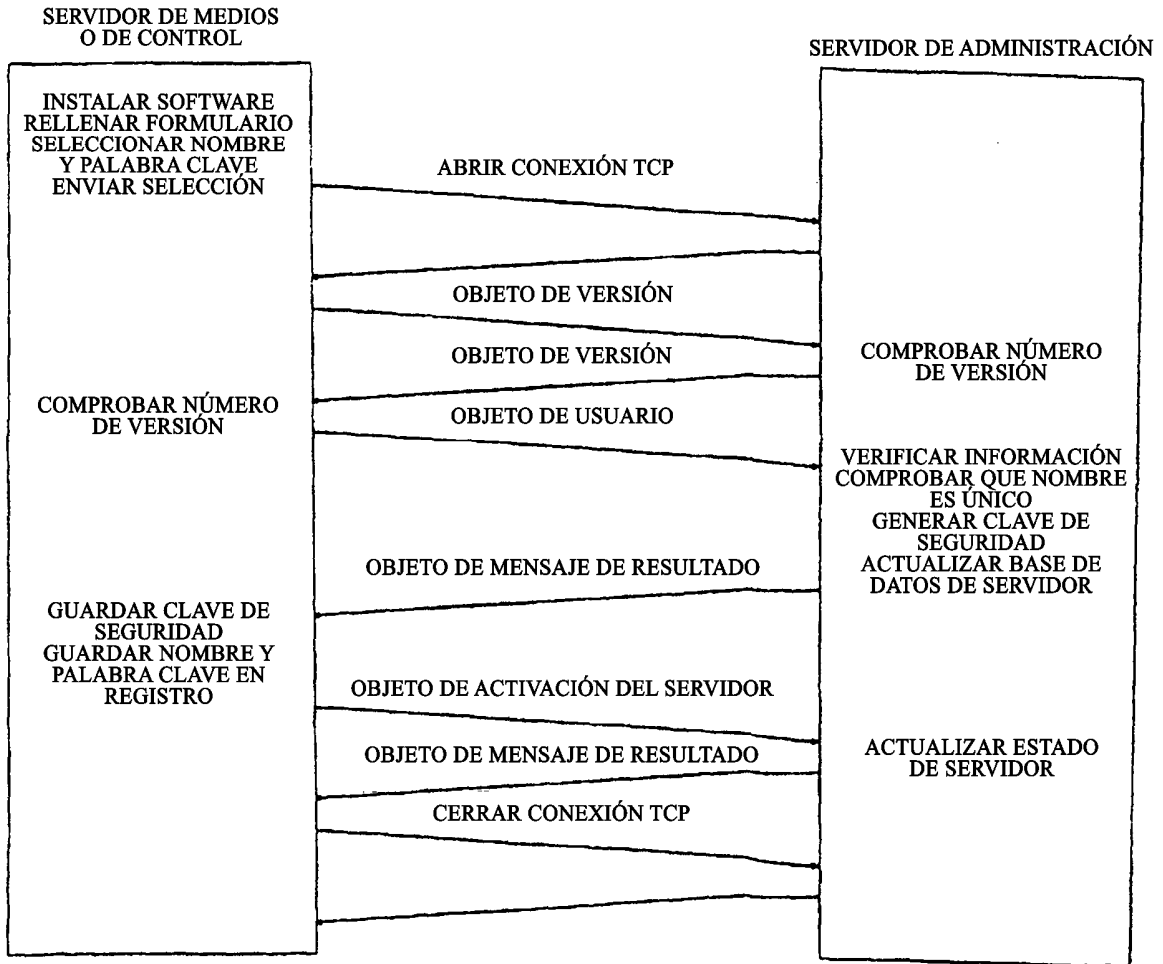 SERVIDOR DE MEDIOS
O DE CONTROL
SERVIDOR DE ADMINISTRACIÓN
INSTALAR SOFTWARE
RELLENAR FORMULARIO
SELECCIONAR NOMBRE
Y PALABRA CLAVE
ENVIAR SELECCIÓN
ABRIR CONEXIÓN TCP
OBJETO DE VERSIÓN
OBJETO DE VERSIÓN
COMPROBAR NÚMERO
DE VERSIÓN
COMPROBAR NÚMERO
DE VERSIÓN
OBJETO DE USUARIO
VERIFICAR INFORMACIÓN
COMPROBAR QUE NOMBRE
ES ÚNICO
GENERAR CLAVE DE
SEGURIDAD
ACTUALIZAR BASE DE
DATOS DE SERVIDOR
OBJETO DE MENSAJE DE RESULTADO
GUARDAR CLAVE DE
SEGURIDAD
GUARDAR NOMBRE Y
PALABRA CLAVE EN
REGISTRO
OBJETO DE ACTIVACIÓN DEL SERVIDOR
OBJETO DE MENSAJE DE RESULTADO
ACTUALIZAR ESTADO
DE SERVIDOR
CERRAR CONEXIÓN TCP